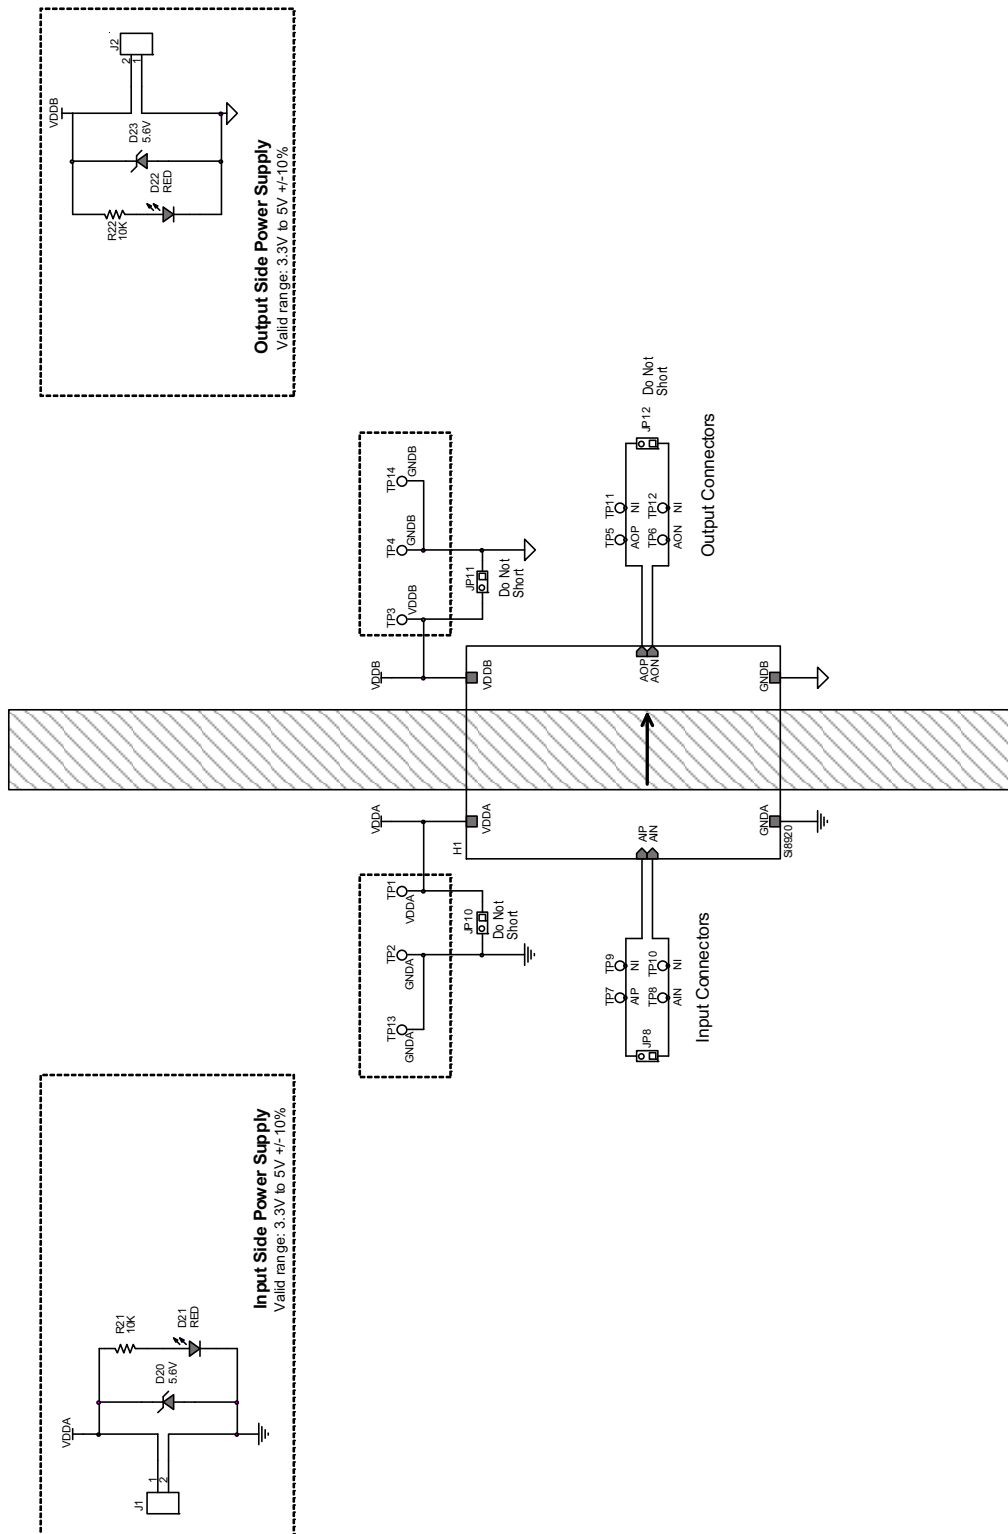 J2
2
1
VDDB
D23
5.6V
D22
RED
R22
10K
Output Side Power Supply
Valid range: 3.3V to 5V +/-10%
TP14
GNDB
TP4
GNDB
TP3
VDDB
JP11
Do Not
Short
VDDB
VDDB
TP11
NI
TP5
AOP
TP12
NI
TP6
AON
JP12
Do Not
Short
Output Connectors
AOP
AON
GNDB
VDDA
VDDA
H1
AIP
AIN
GNDA
Si8920
TP1
VDDA
TP2
GNDA
TP13
GNDA
JP10
Do Not
Short
TP9
NI
TP7
AIP
TP10
NI
TP8
AIN
JP8
Input Connectors
Input Side Power Supply
Valid range: 3.3V to 5V +/-10%
R21
10K
D21
RED
D20
5.6V
VDDA
1
2
J1